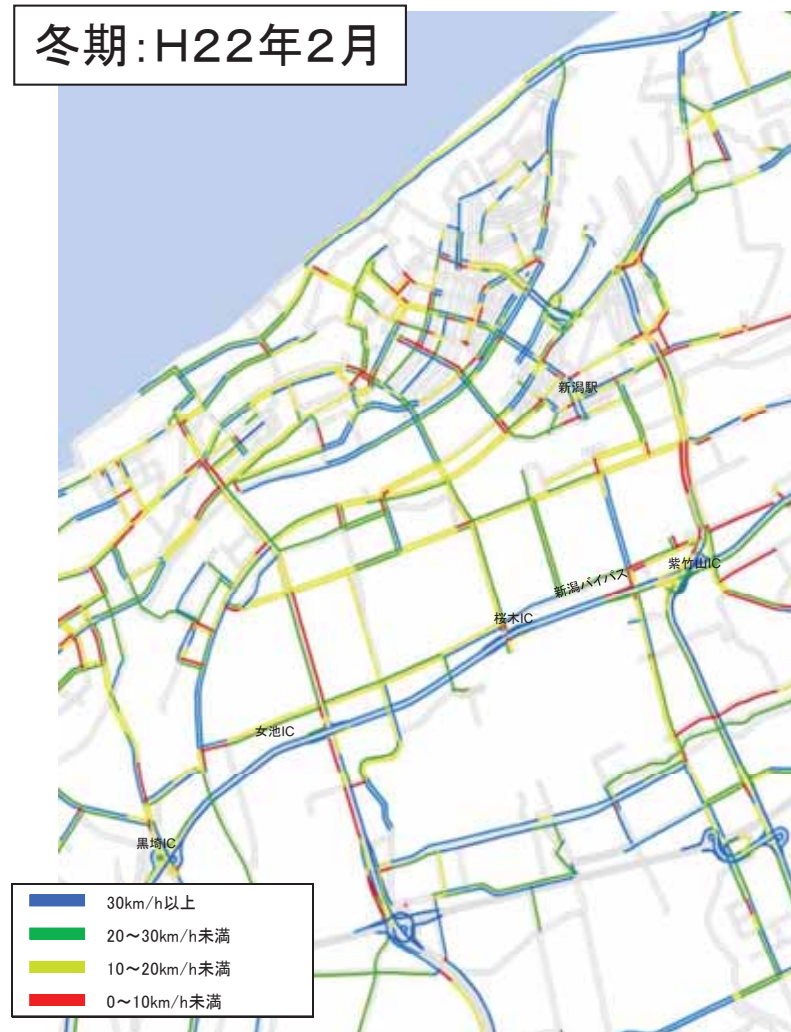 冬期:H22年2月
新潟駅
紫竹山IC
新潟バイパス
桜木IC
女池IC
黒埼IC
30km/h以上
20～30km/h未満
10～20km/h未満
0～10km/h未満